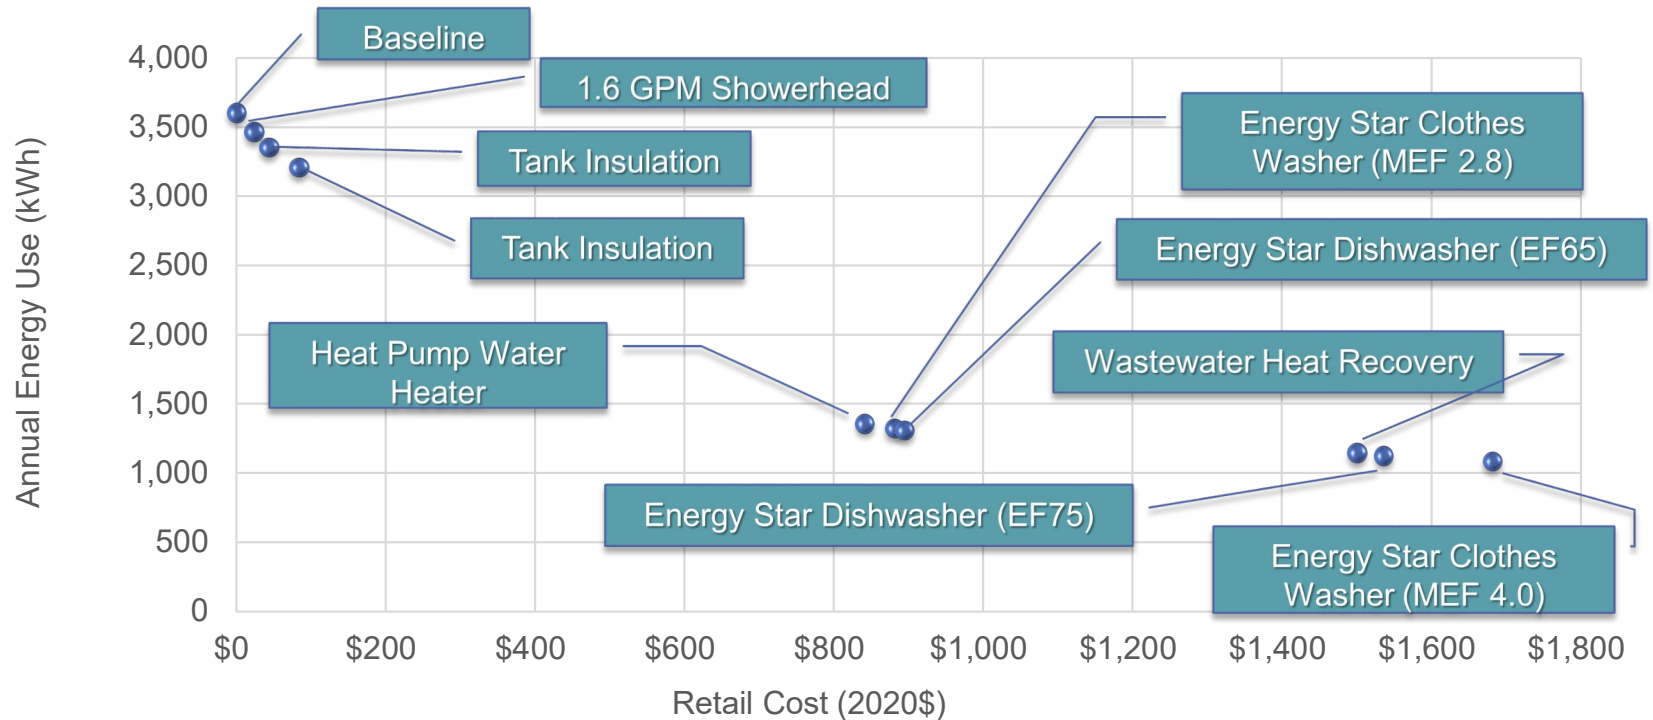 Baseline
4,000
1.6 GPM Showerhead
Energy Star Clothes
Washer (MEF 2.8)
3,500
Tank Insulation
3,000
Tank Insulation
Energy Star Dishwasher (EF65)
2,500
2,000
Heat Pump Water
Heater
Wastewater Heat Recovery
1,500
1,000
Energy Star Dishwasher (EF75)
500
Energy Star Clothes
Washer (MEF 4.0)
0
Annual Energy Use (kWh)
$0 $200 $400 $600 $800 $1,000 $1,200 $1,400 $1,600 $1,800
Retail Cost (2020$)